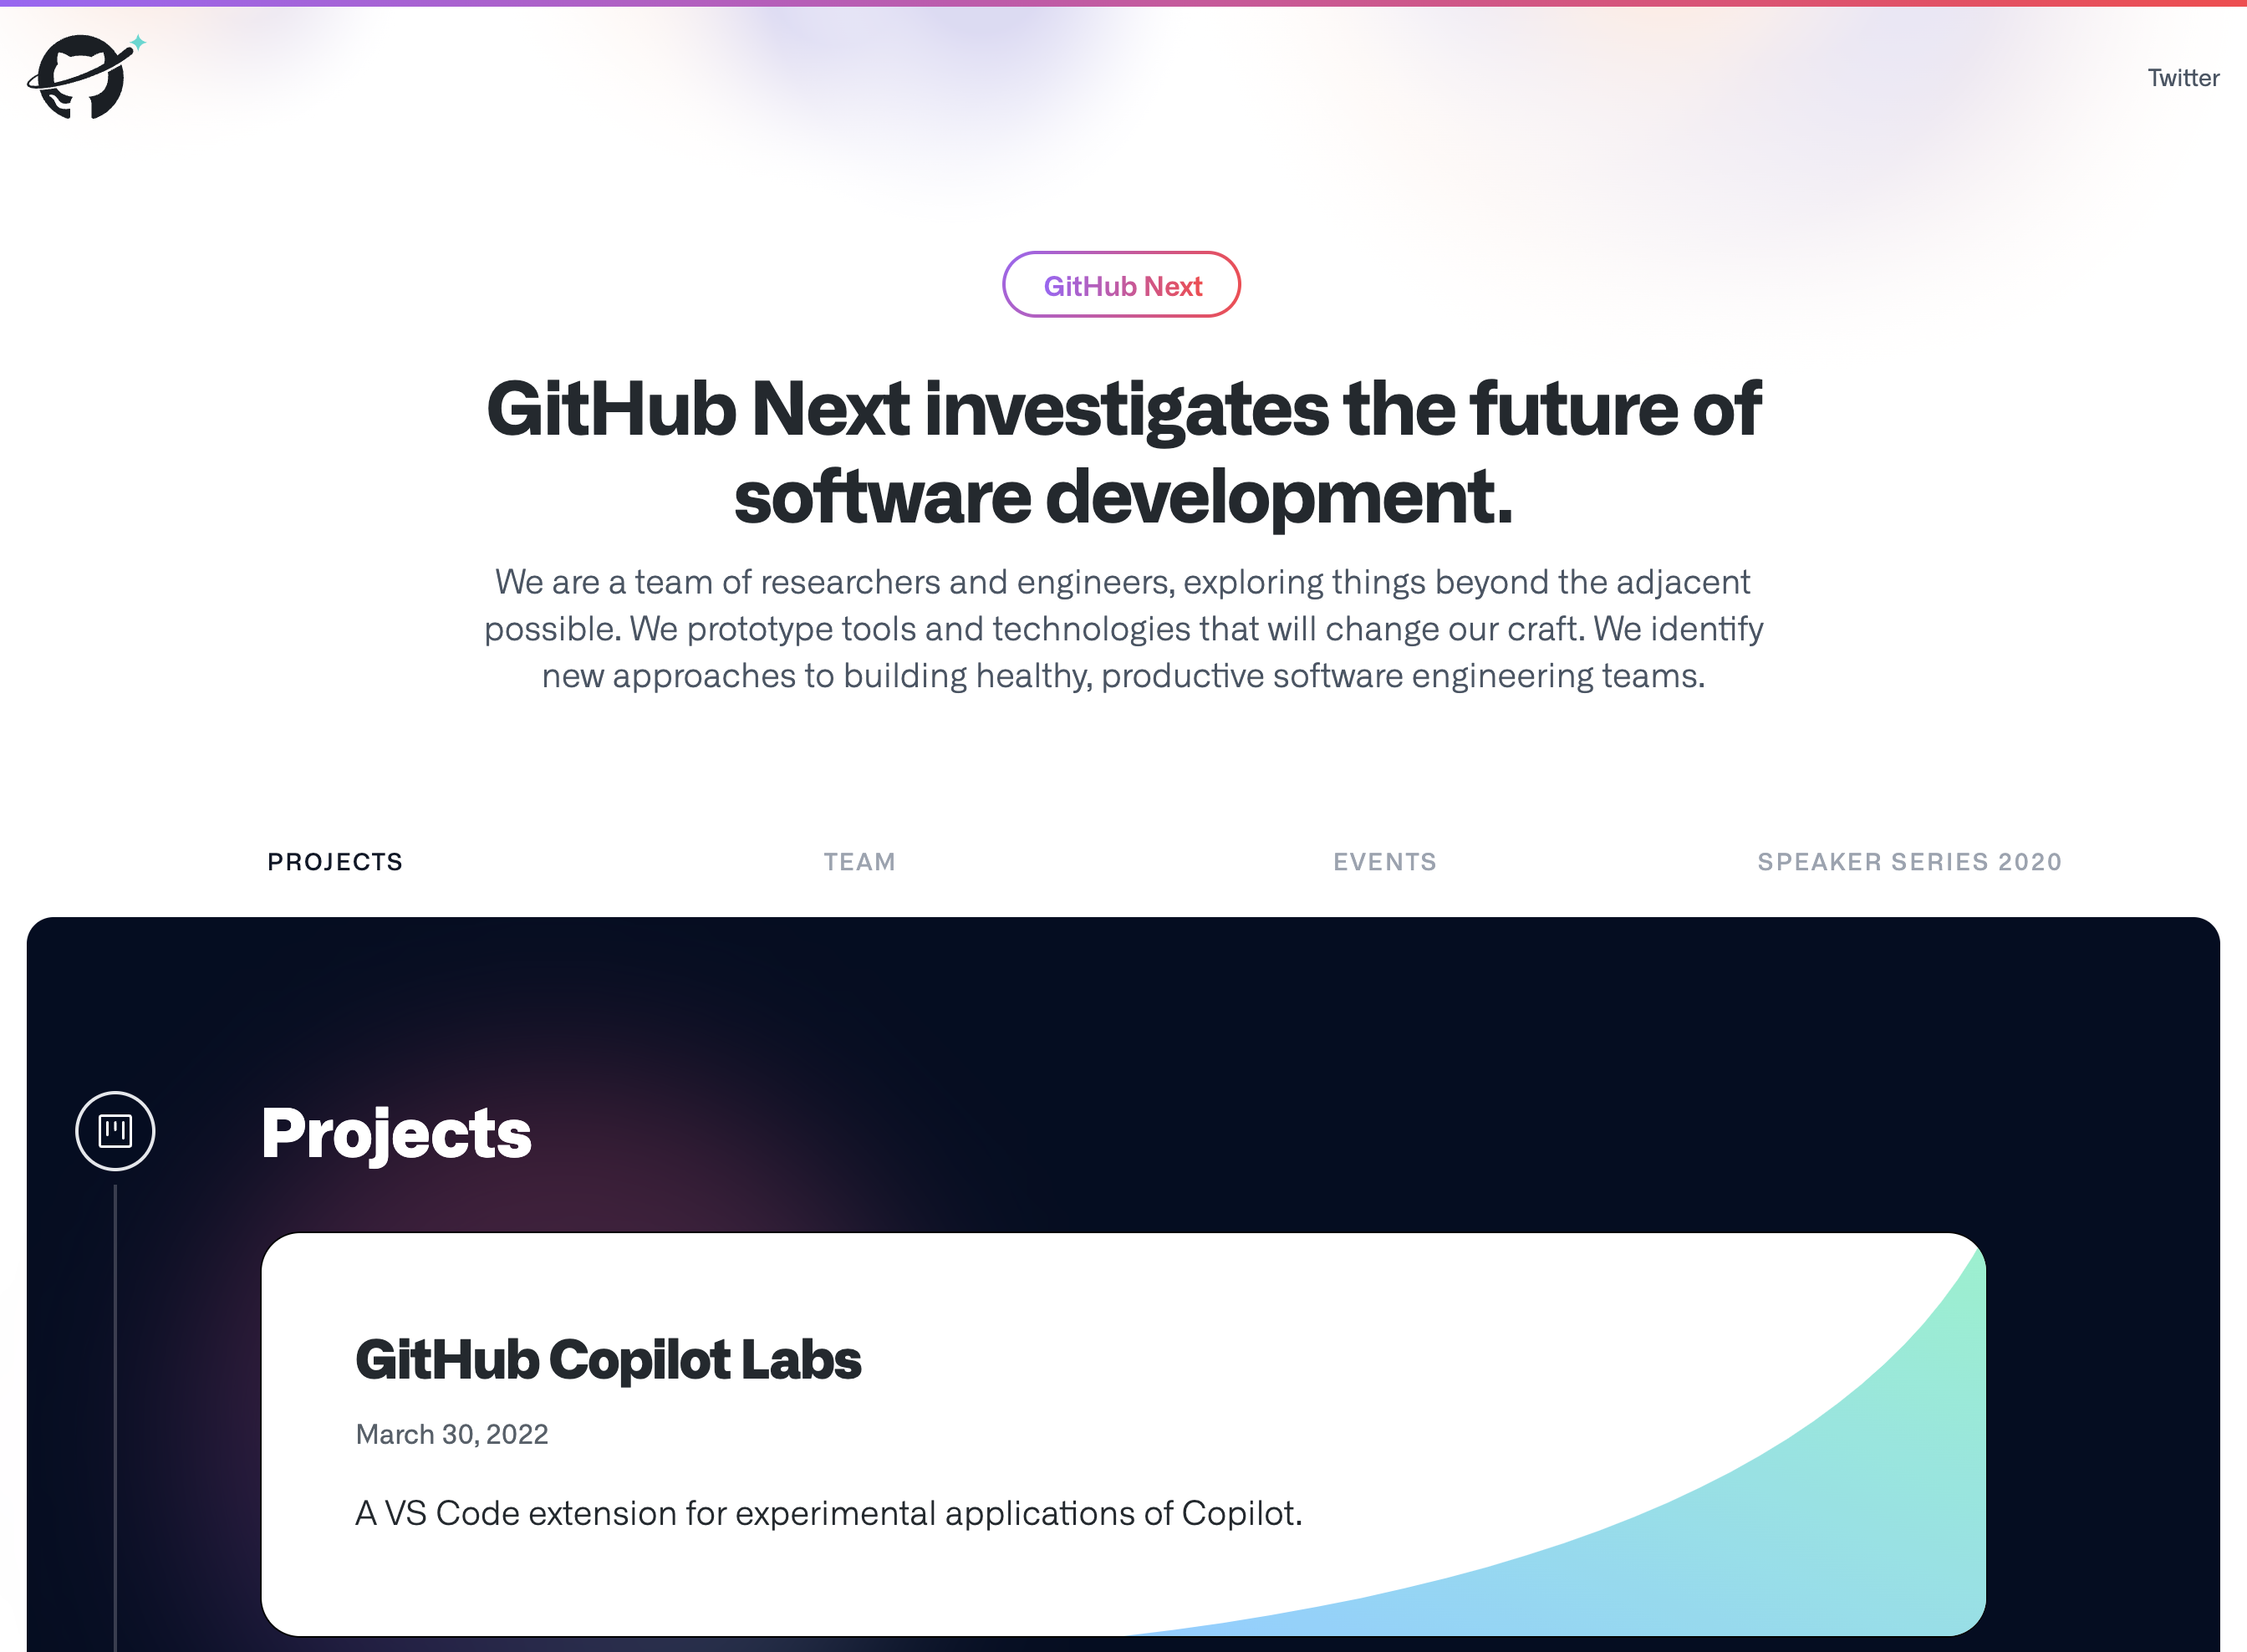 Twitter
GitHub Next
GitHub Next investigates the future of
software development.
We are a team of researchers and engineers, exploring things beyond the adjacent
possible. We prototype tools and technologies that will change our craft. We identify
new approaches to building healthy, productive software engineering teams.
PROJECTS
TEAM
EVENTS
SPEAKER SERIES 2020
Projects
GitHub Copilot Labs
March 30, 2022
A VS Code extension for experimental applications of Copilot.